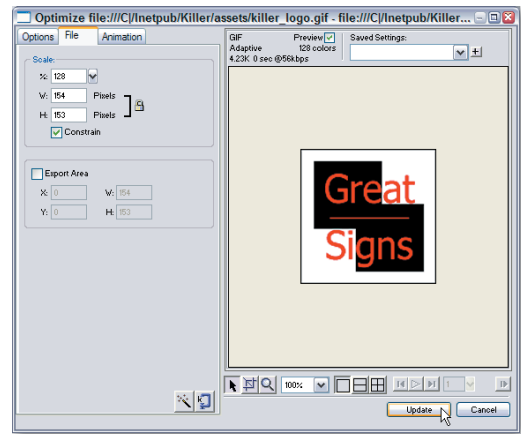 Optimize file:///C|/Inetpub/Killer/assets/killer_logo.gif - file:///C|/Inetpub/Killer...
Options File Animation
Scale:
%: 128
W: 154 Pixels
H: 153 Pixels
Constrain
Export Area
X: 0 W: 154
Y: 0 H: 153
GIF Preview
Adaptive 128 colors
4.23K 0 sec @56kbps
Saved Settings:
Great
Signs
100%
1
Update Cancel